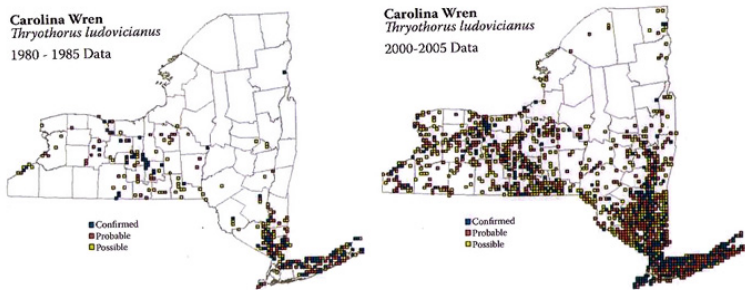 Carolina Wren
Thryothorus ludovicianus
1980 - 1985 Data
Confirmed
Probable
Possible
Carolina Wren
Thryothorus ludovicianus
2000-2005 Data
Confirmed
Probable
Possible